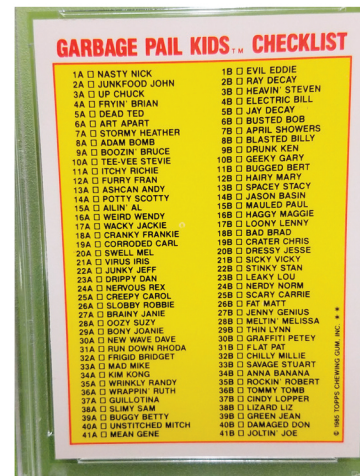 GARBAGE PAIL KIDS TM CHECKLIST
1A □ NASTY NICK
2A □ JUNKFOOD JOHN
3A □ UP CHUCK
4A □ FRYIN' BRIAN
5A □ DEAD TED
6A □ ART APART
7A □ STORMY HEATHER
8A □ ADAM BOMB
9A □ BOOZIN' BRUCE
10A □ TEE-VEE STEVIE
11A □ ITCHY RICHIE
12A □ FURRY FRAN
13A □ ASHCAN ANDY
14A □ POTTY SCOTTY
15A □ AILIN' AL
16A □ WEIRD WENDY
17A □ WACKY JACKIE
18A □ CRANKY FRANKIE
19A □ CORRODED CARL
20A □ SWELL MEL
21A □ VIRUS IRIS
22A □ JUNKY JEFF
23A □ DRIPPY DAN
24A □ NERVOUS REX
25A □ CREEPY CAROL
26A □ SLOBBY ROBBIE
27A □ BRAINY JANIE
28A □ OOZY SUZY
29A □ BONY JOANIE
30A □ NEW WAVE DAVE
31A □ RUN DOWN RHODA
32A □ FRIGID BRIDGET
33A □ MAD MIKE
34A □ KIM KONG
35A □ WRINKLY RANDY
36A □ WRAPPIN' RUTH
37A □ GUILLOTINA
38A □ SLIMY SAM
39A □ BUGGY BETTY
40A □ UNSTITCHED MITCH
41A □ MEAN GENE
1B □ EVIL EDDIE
2B □ RAY DECAY
3B □ HEAVIN' STEVEN
4B □ ELECTRIC BILL
5B □ JAY DECAY
6B □ BUSTED BOB
7B □ APRIL SHOWERS
8B □ BLASTED BILLY
9B □ DRUNK KEN
10B □ GEEKY GARY
11B □ BUGGED BERT
12B □ HAIRY MARY
13B □ SPACEY STACY
14B □ JASON BASIN
15B □ MAULED PAUL
16B □ HAGGY MAGGIE
17B □ LOONY LENNY
18B □ BAD BRAD
19B □ CRATER CHRIS
20B □ DRESSY JESSE
21B □ SICKY VICKY
22B □ STINKY STAN
23B □ LEAKY LOU
24B □ NERDY NORM
25B □ SCARY CARRIE
26B □ FAT MATT
27B □ JENNY GENIUS
28B □ MELTIN' MELISSA
29B □ THIN LYNN
30B □ GRAFFITI PETEY
31B □ FLAT PAT
32B □ CHILLY MILLIE
33B □ SAVAGE STUART
34B □ ANNA BANANA
35B □ ROCKIN' ROBERT
36B □ TOMMY TOMB
37B □ CINDY LOPPER
38B □ LIZARD LIZ
39B □ GREEN JEAN
40B □ DAMAGED DON
41B □ JOLTIN' JOE
© 1985 TOPPS CHEWING GUM, INC. **